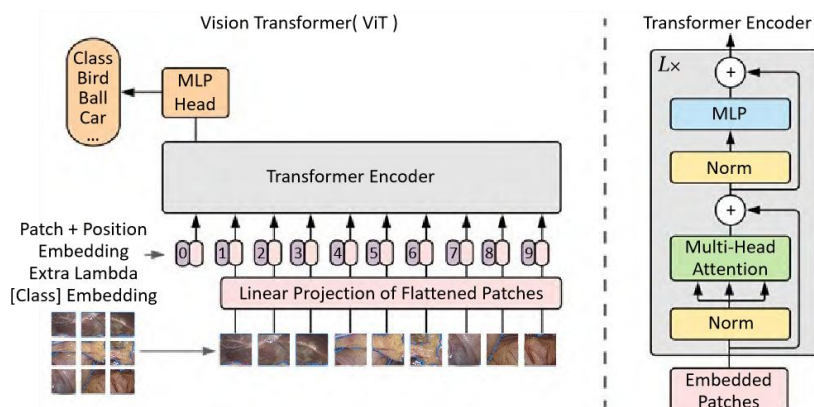 Vision Transformer( ViT )
Class
Bird
Ball
Car
...
MLP
Head
Transformer Encoder
Patch + Position
Embedding
Extra Lambda
[Class] Embedding
0 1 2 3 4 5 6 7 8 9
Linear Projection of Flattened Patches
Transformer Encoder
L×
+
MLP
Norm
+
Multi-Head
Attention
Norm
Embedded
Patches